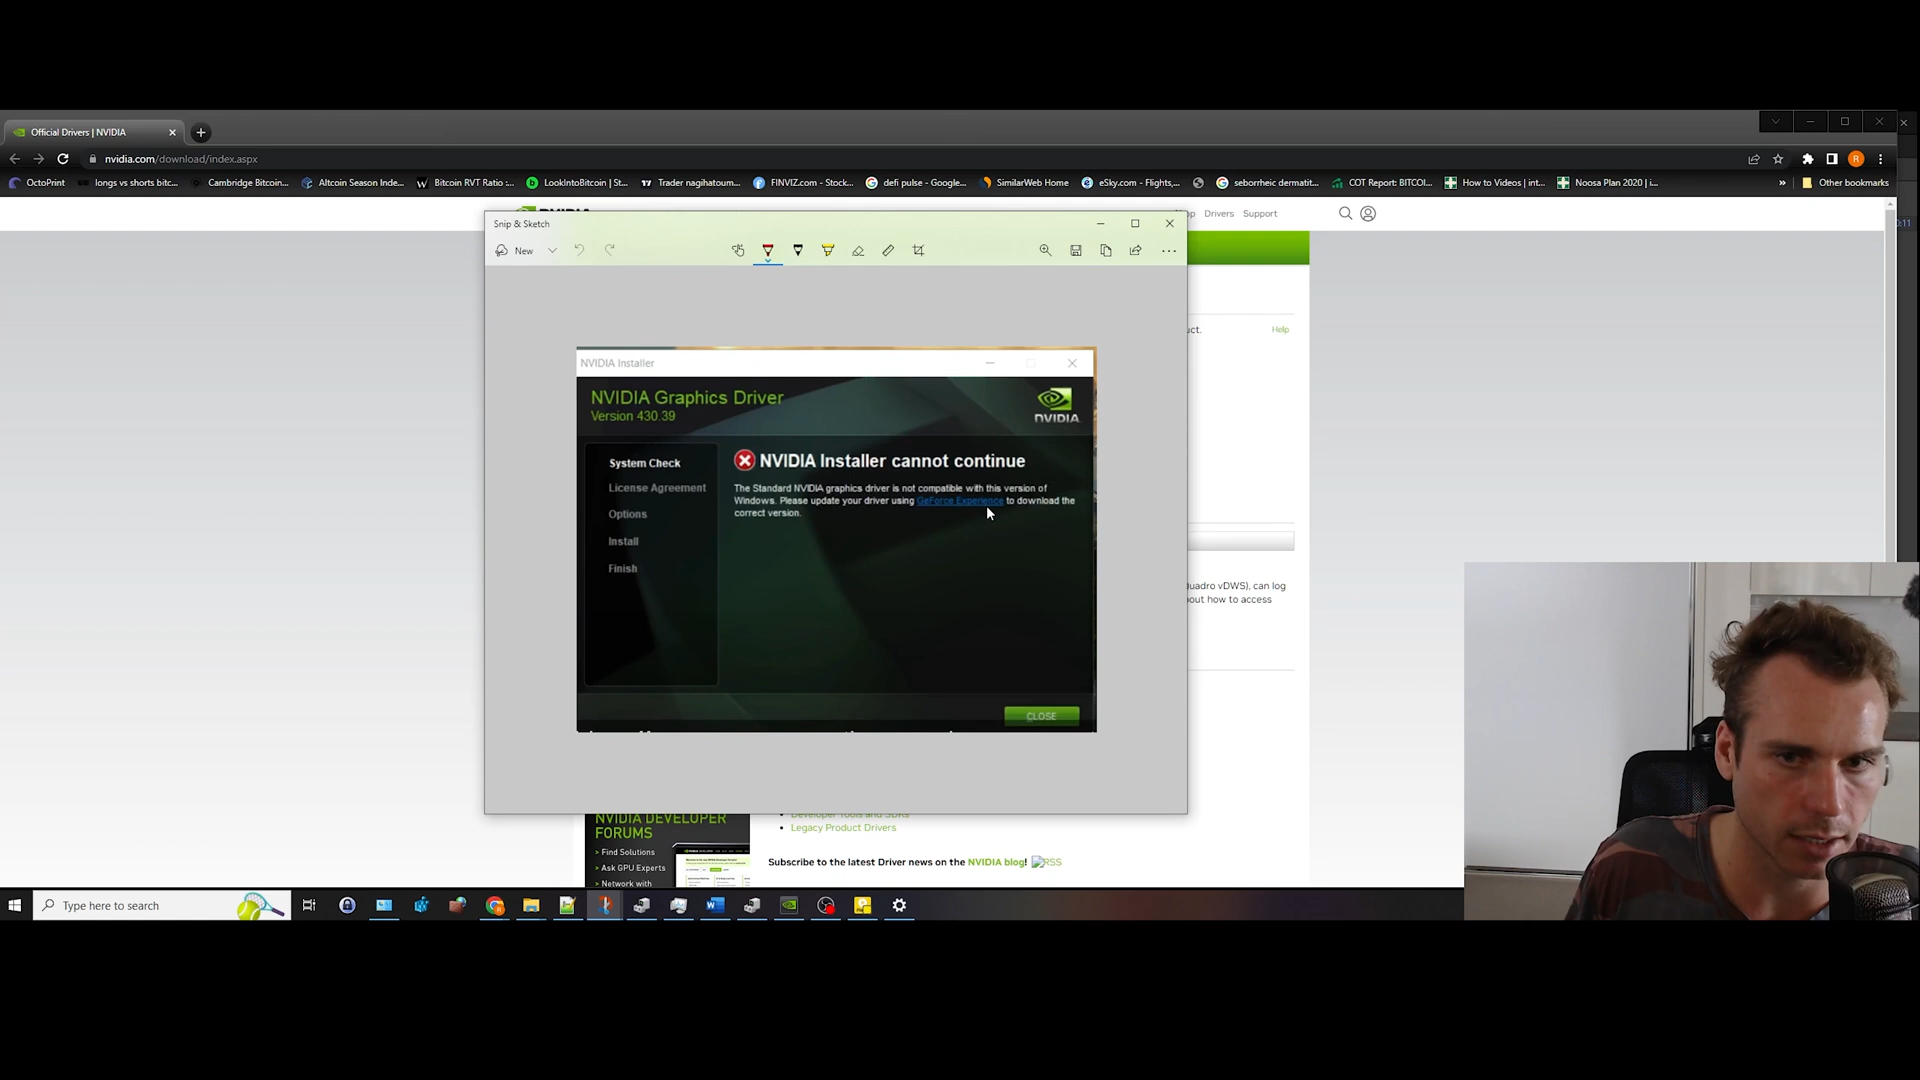 Official Drivers | NVIDIA
nvidia.com/download/index.aspx
OctoPrint
longs vs shorts bitc...
Cambridge Bitcoin...
Altcoin Season Inde...
Bitcoin RVT Ratio :...
LookIntoBitcoin | St...
Trader nagihatoum...
FINVIZ.com - Stock...
defi pulse - Google...
SimilarWeb Home
eSky.com - Flights,...
seborrheic dermatit...
COT Report: BITCOI...
How to Videos | int...
Noosa Plan 2020 | i...
»
Other bookmarks
Drivers
Support
Snip & Sketch
New
Help
NVIDIA Installer
NVIDIA Graphics Driver
Version 430.39
NVIDIA
System Check
License Agreement
Options
Install
Finish
NVIDIA Installer cannot continue
The Standard NVIDIA graphics driver is not compatible with this version of
Windows. Please update your driver using GeForce Experience to download the
correct version.
CLOSE
can log
out how to access
NVIDIA DEVELOPER
FORUMS
> Find Solutions
> Ask GPU Experts
> Network with
Developer Tools and SDKs
Legacy Product Drivers
Subscribe to the latest Driver news on the NVIDIA blog! RSS
Type here to search